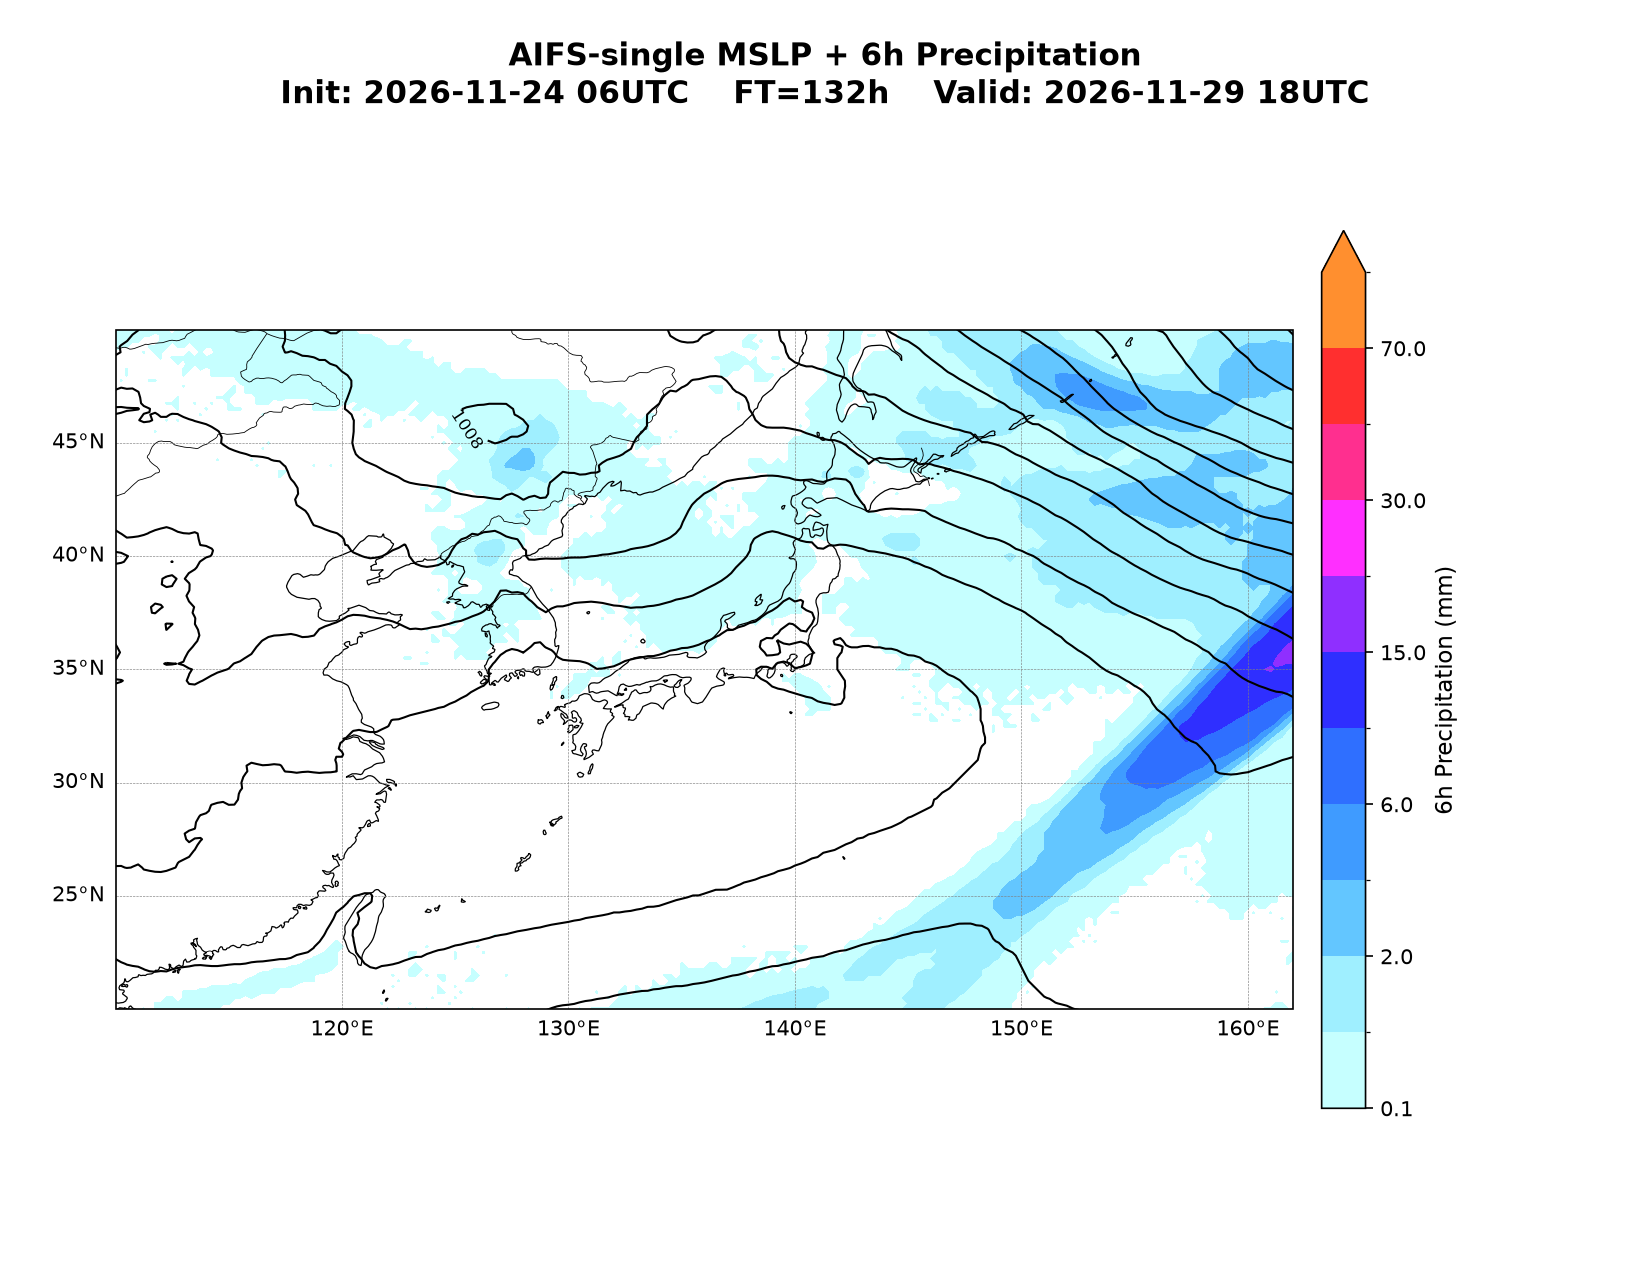 AIFS-single MSLP + 6h Precipitation
Init: 2026-11-24 06UTC    FT=132h    Valid: 2026-11-29 18UTC
70.0
30.0
15.0
6.0
2.0
0.1
6h Precipitation (mm)
45°N
40°N
35°N
30°N
25°N
1008
120°E
130°E
140°E
150°E
160°E